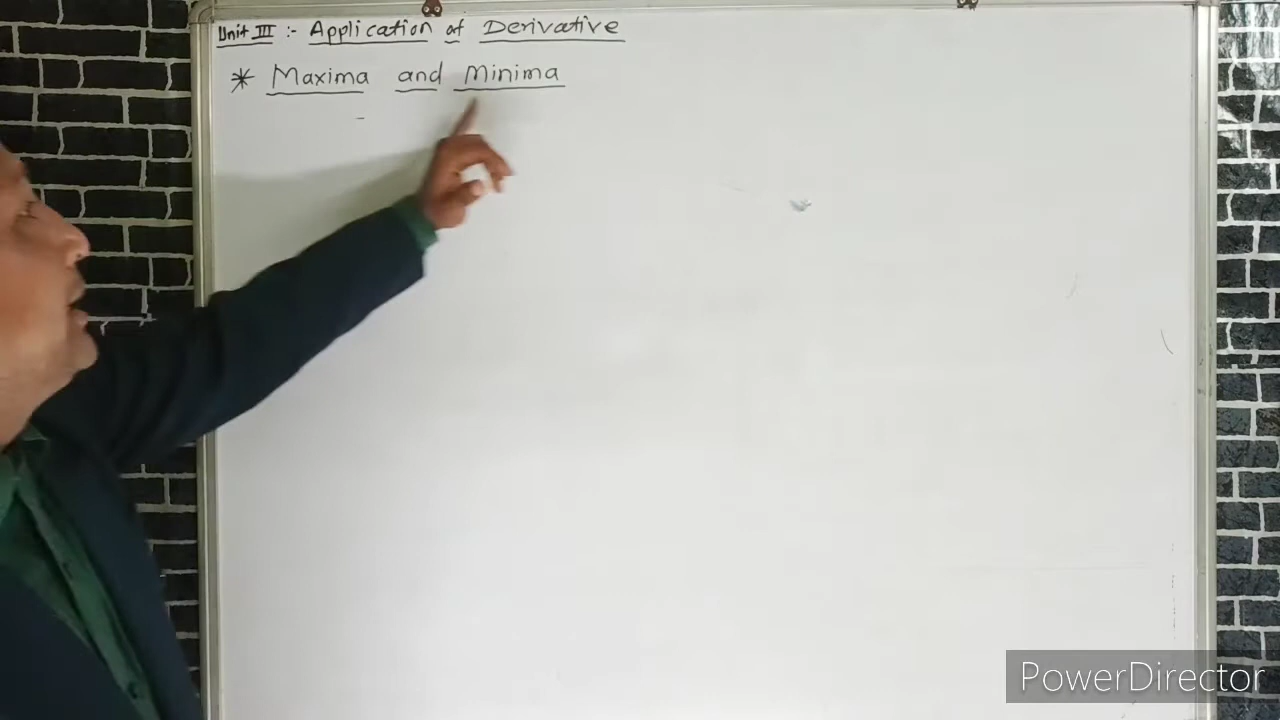 Unit III :- Application of Derivative
* Maxima and Minima
PowerDirector